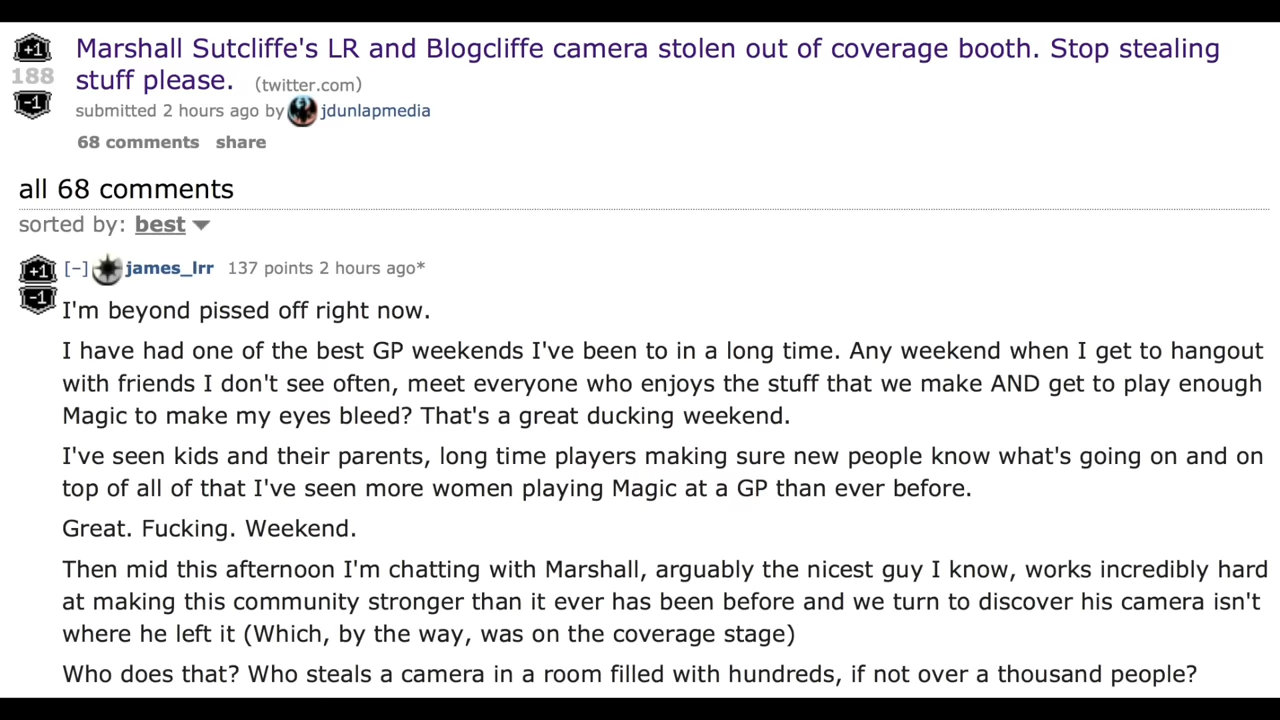 +1
Marshall Sutcliffe's LR and Blogcliffe camera stolen out of coverage booth. Stop stealing
188
stuff please. (twitter.com)
-1
submitted 2 hours ago by jdunlapmedia
68 comments share
all 68 comments
sorted by: best
+1
[-] james_lrr 137 points 2 hours ago*
-1
I'm beyond pissed off right now.
I have had one of the best GP weekends I've been to in a long time. Any weekend when I get to hangout
with friends I don't see often, meet everyone who enjoys the stuff that we make AND get to play enough
Magic to make my eyes bleed? That's a great ducking weekend.
I've seen kids and their parents, long time players making sure new people know what's going on and on
top of all of that I've seen more women playing Magic at a GP than ever before.
Great. Fucking. Weekend.
Then mid this afternoon I'm chatting with Marshall, arguably the nicest guy I know, works incredibly hard
at making this community stronger than it ever has been before and we turn to discover his camera isn't
where he left it (Which, by the way, was on the coverage stage)
Who does that? Who steals a camera in a room filled with hundreds, if not over a thousand people?